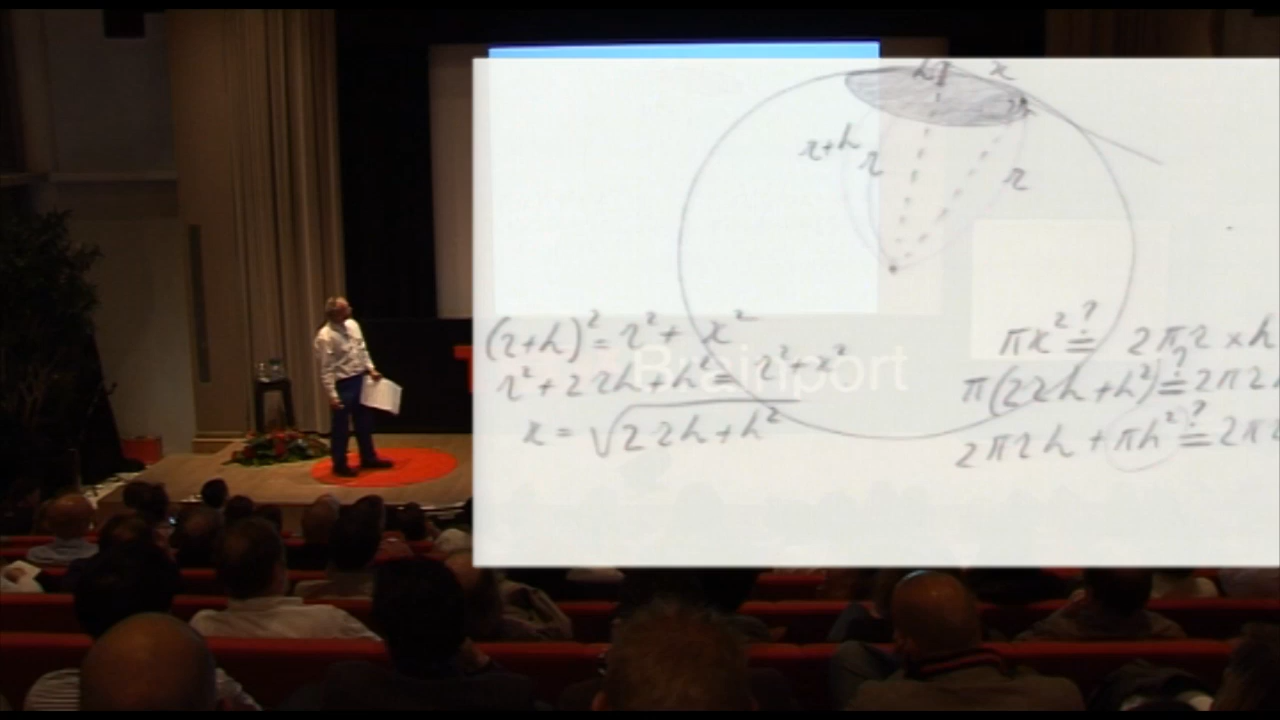 h x
r+h r r
(r+h)² = r² + x²
r² + 2rh + h² = r² + x²
x = √2rh + h²
πx² ≟ 2πr × h
π(2rh + h²) ≟ 2πr
2πrh + πh² ≟ 2π
Brainport